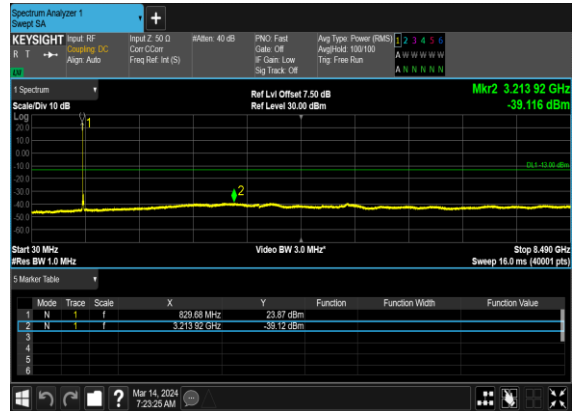 Spectrum Analyzer 1
Swept SA
+
KEYSIGHT Input: RF Input Z: 50 Ω #Atten: 40 dB PNO: Fast Avg Type: Power (RMS) 1 2 3 4 5 6
R T Coupling: DC Corr CCorr Gate: Off Avg|Hold: 100/100 A W W W W W
Align: Auto Freq Ref: Int (S) IF Gain: Low Trig: Free Run
Sig Track: Off A N N N N N
1 Spectrum Ref Lvl Offset 7.50 dB Mkr2 3.213 92 GHz
Scale/Div 10 dB Ref Level 30.00 dBm -39.116 dBm
Log
1
20.0
10.0
0.00
-10.0
DL1 -13.00 dBm
-20.0
-30.0
2
-40.0
-50.0
-60.0
Start 30 MHz Video BW 3.0 MHz* Stop 8.490 GHz
#Res BW 1.0 MHz Sweep 16.0 ms (40001 pts)
5 Marker Table
Mode Trace Scale X Y Function Function Width Function Value
1 N 1 f 829.68 MHz 23.87 dBm
2 N 1 f 3.213 92 GHz -39.12 dBm
3
4
5
6
? Mar 14, 2024
7:23:25 AM